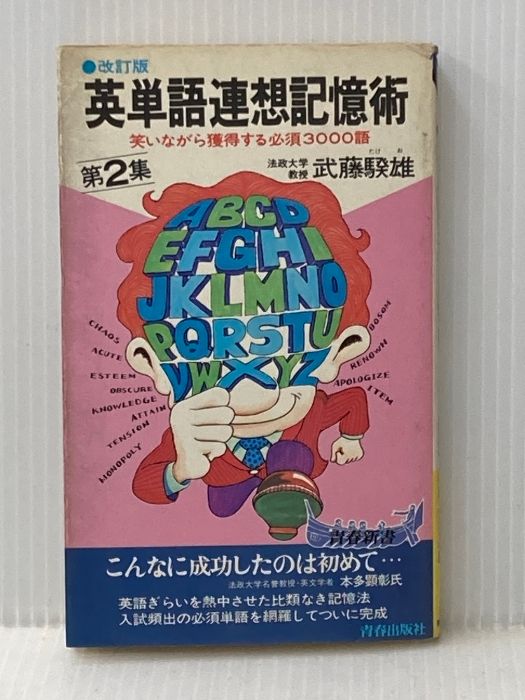 ●改訂版
英単語連想記憶術
笑いながら獲得する必須3000語
第2集
法政大学
教授
武藤騤雄
たけ お
ABCD
EFGHI
JKLMNO
PQRSTU
VWXYZ
CHAOS
ACUTE
ESTEEM
OBSCURE
KNOWLEDGE
ATTAIN
TENSION
MONOPOLY
BOSOM
RENOWN
APOLOGIZE
ITEM
青春新書
こんなに成功したのは初めて…
法政大学名誉教授・英文学者 本多顕彰氏
英語ぎらいを熱中させた比類なき記憶法
入試頻出の必須単語を網羅してついに完成
青春出版社